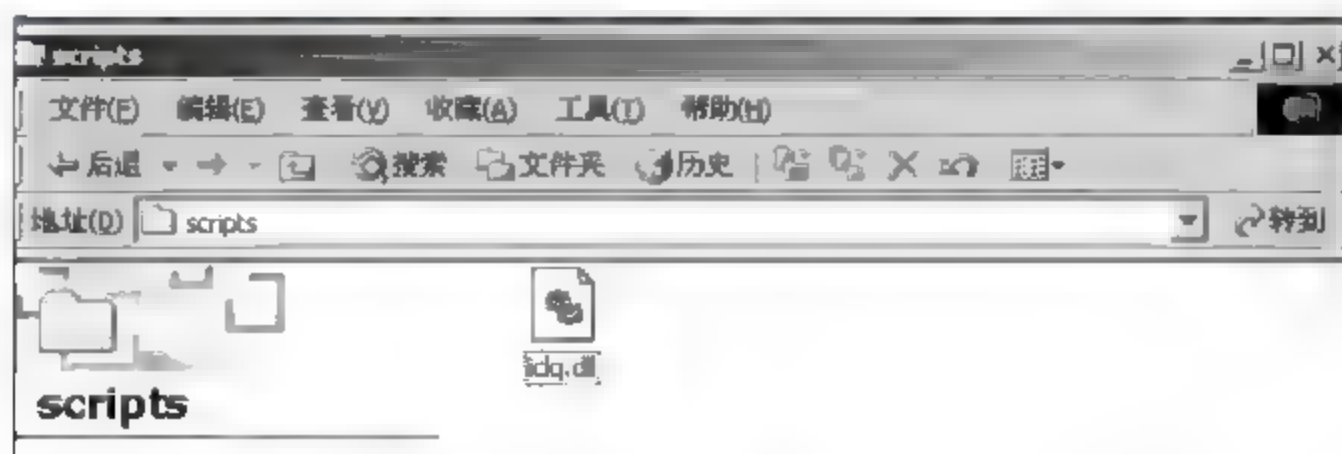 scripts
文件(F) 编辑(E) 查看(V) 收藏(A) 工具(T) 帮助(H)
后退 搜索 文件夹 历史
地址(D) scripts 转到
idq.dll
scripts